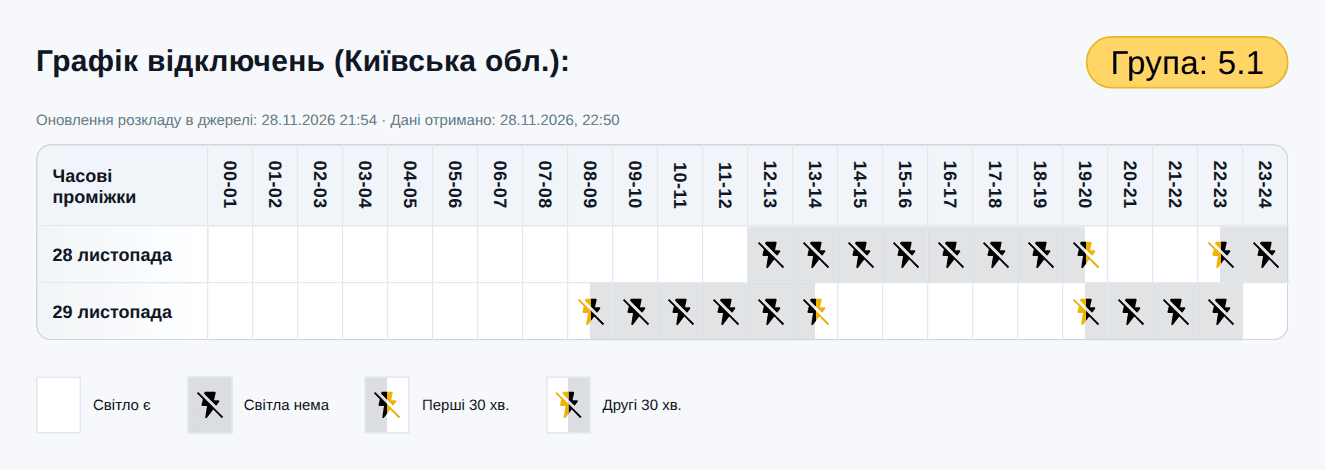 Графік відключень (Київська обл.):
Група: 5.1
Оновлення розкладу в джерелі: 28.11.2026 21:54 · Дані отримано: 28.11.2026, 22:50
Часові
проміжки
00-01
01-02
02-03
03-04
04-05
05-06
06-07
07-08
08-09
09-10
10-11
11-12
12-13
13-14
14-15
15-16
16-17
17-18
18-19
19-20
20-21
21-22
22-23
23-24
28 листопада
29 листопада
Світло є
Світла нема
Перші 30 хв.
Другі 30 хв.